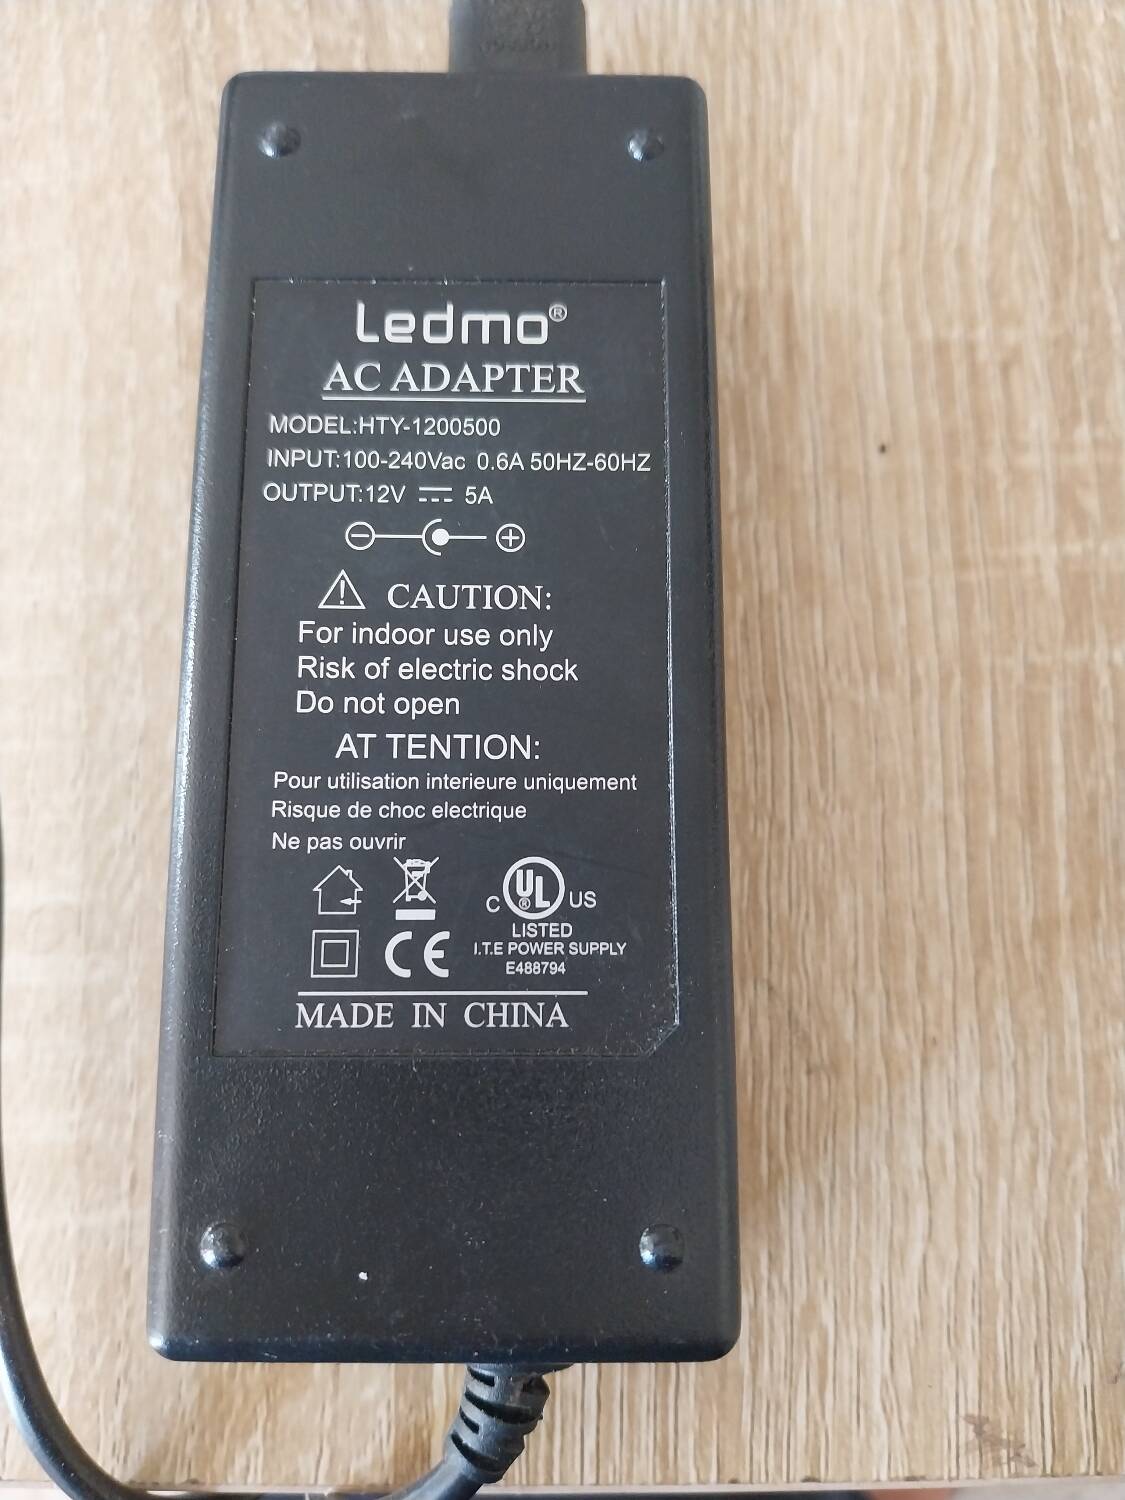 Ledmo®
AC ADAPTER
MODEL:HTY-1200500
INPUT:100-240Vac 0.6A 50HZ-60HZ
OUTPUT:12V ⎓ 5A
CAUTION:
For indoor use only
Risk of electric shock
Do not open
AT TENTION:
Pour utilisation interieure uniquement
Risque de choc electrique
Ne pas ouvrir
C UL® US
LISTED
CE
I.T.E POWER SUPPLY
E488794
MADE IN CHINA